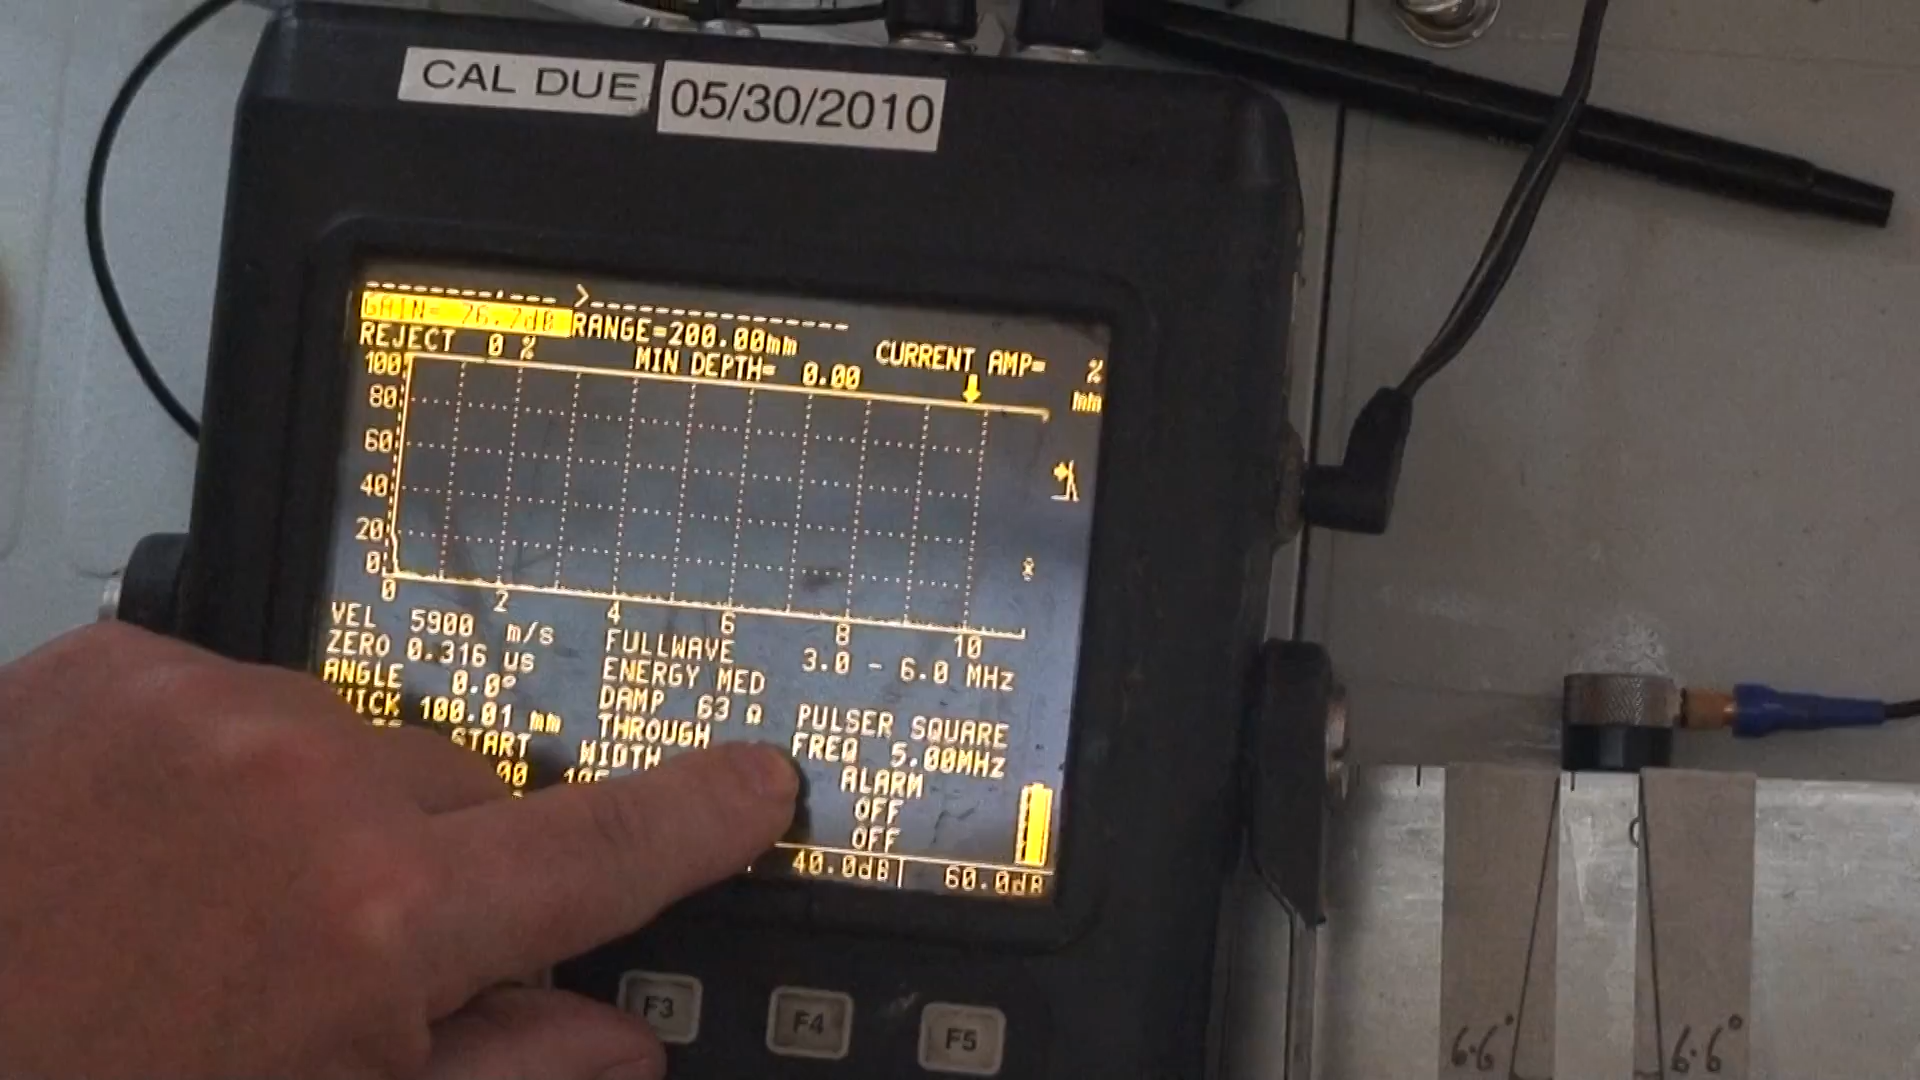 CAL DUE 05/30/2010
GAIN= 76.7dB RANGE=200.00mm
REJECT 0 % MIN DEPTH= 0.00 CURRENT AMP= %
mm
100
80
60
40
20
0
0 2 4 6 8 10
VEL 5900 m/s FULLWAVE 3.0 - 6.0 MHz
ZERO 0.316 us ENERGY MED
ANGLE 0.0° DAMP 63 Ω PULSER SQUARE
100.01 mm THROUGH FREQ 5.00MHz
START WIDTH ALARM
OFF
OFF
40.0dB 60.0dB
F3 F4 F5
6.6° 6.6°